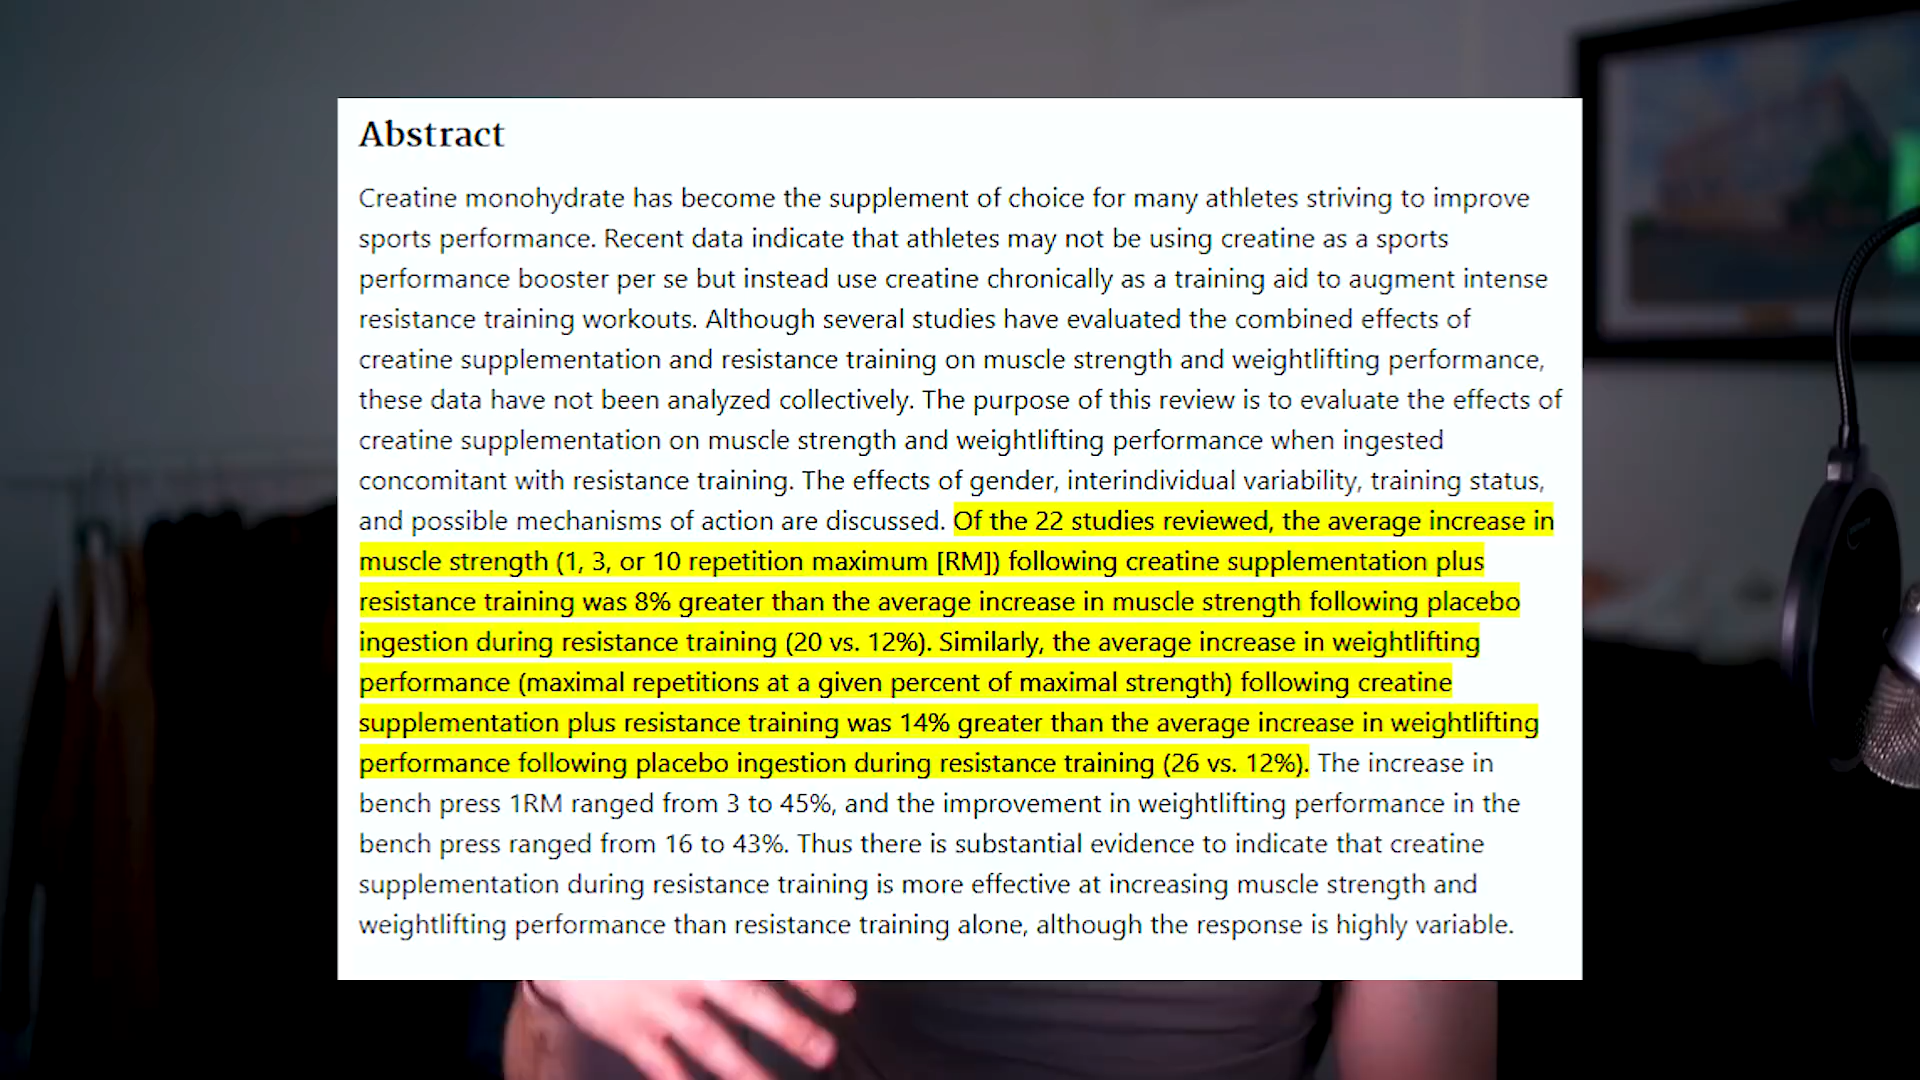 Abstract
Creatine monohydrate has become the supplement of choice for many athletes striving to improve
sports performance. Recent data indicate that athletes may not be using creatine as a sports
performance booster per se but instead use creatine chronically as a training aid to augment intense
resistance training workouts. Although several studies have evaluated the combined effects of
creatine supplementation and resistance training on muscle strength and weightlifting performance,
these data have not been analyzed collectively. The purpose of this review is to evaluate the effects of
creatine supplementation on muscle strength and weightlifting performance when ingested
concomitant with resistance training. The effects of gender, interindividual variability, training status,
and possible mechanisms of action are discussed. Of the 22 studies reviewed, the average increase in
muscle strength (1, 3, or 10 repetition maximum [RM]) following creatine supplementation plus
resistance training was 8% greater than the average increase in muscle strength following placebo
ingestion during resistance training (20 vs. 12%). Similarly, the average increase in weightlifting
performance (maximal repetitions at a given percent of maximal strength) following creatine
supplementation plus resistance training was 14% greater than the average increase in weightlifting
performance following placebo ingestion during resistance training (26 vs. 12%). The increase in
bench press 1RM ranged from 3 to 45%, and the improvement in weightlifting performance in the
bench press ranged from 16 to 43%. Thus there is substantial evidence to indicate that creatine
supplementation during resistance training is more effective at increasing muscle strength and
weightlifting performance than resistance training alone, although the response is highly variable.